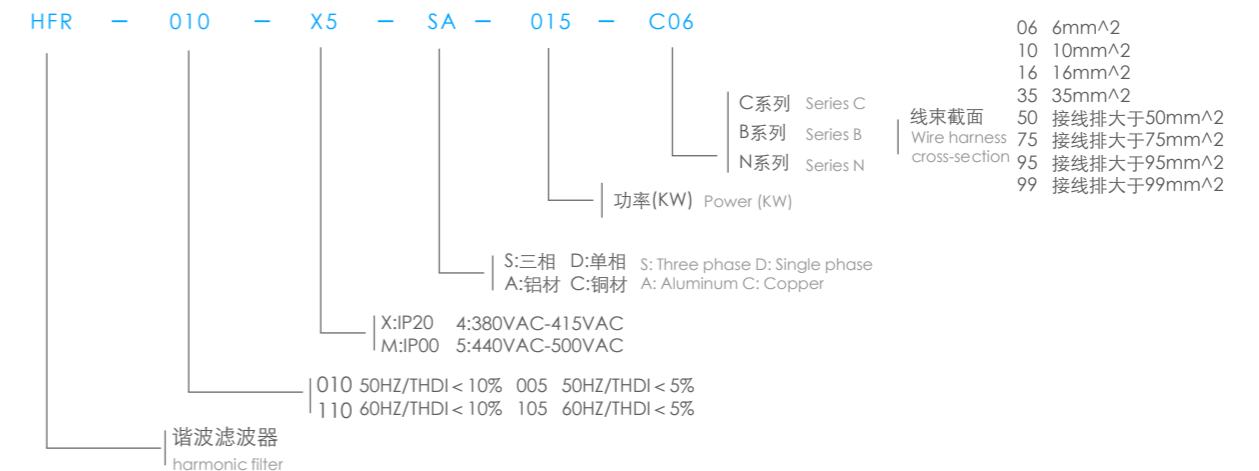 HFR – 010 – X5 – SA – 015 – C06
06 6mm^2
10 10mm^2
16 16mm^2
35 35mm^2
50 接线排大于50mm^2
75 接线排大于75mm^2
95 接线排大于95mm^2
99 接线排大于99mm^2
线束截面
Wire harness
cross-section
C系列 Series C
B系列 Series B
N系列 Series N
功率(KW) Power (KW)
S:三相 D:单相 S: Three phase D: Single phase
A:铝材 C:铜材 A: Aluminum C: Copper
X:IP20 4:380VAC-415VAC
M:IP00 5:440VAC-500VAC
010 50HZ/THDI<10% 005 50HZ/THDI<5%
110 60HZ/THDI<10% 105 60HZ/THDI<5%
谐波滤波器
harmonic filter